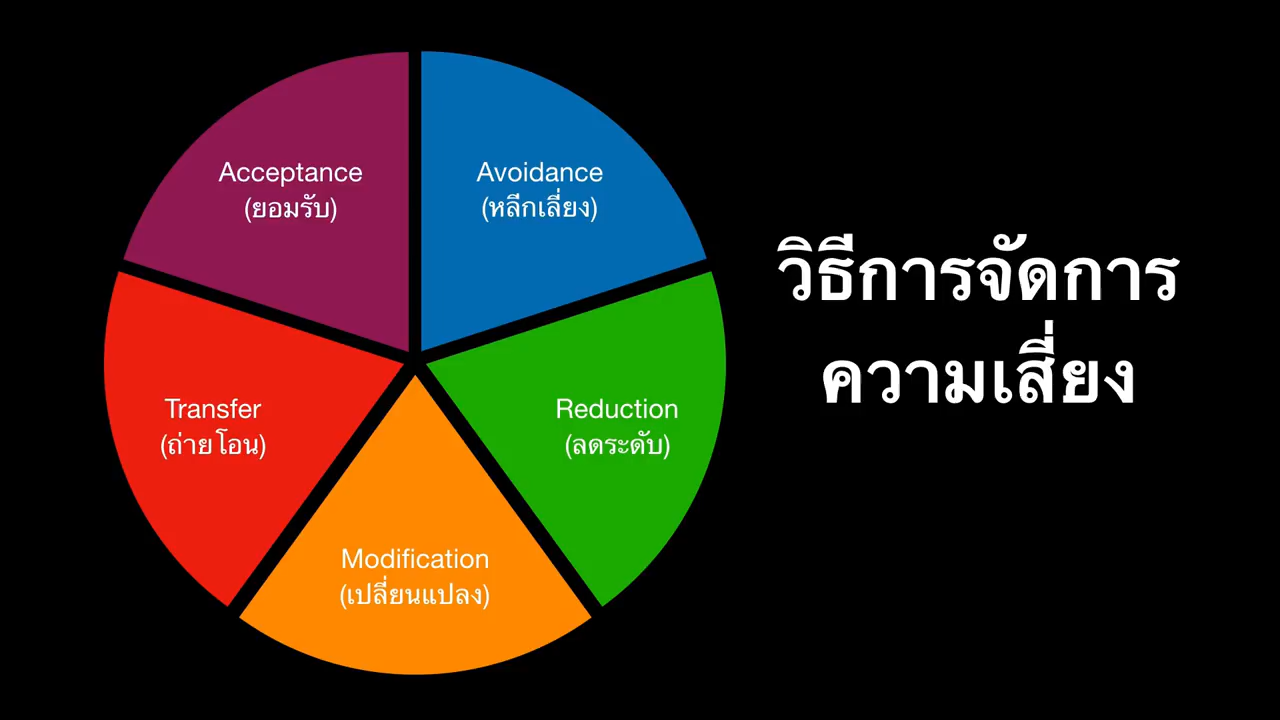 Acceptance
(ยอมรับ)
Avoidance
(หลีกเลี่ยง)
วิธีการจัดการ
ความเสี่ยง
Transfer
(ถ่ายโอน)
Reduction
(ลดระดับ)
Modification
(เปลี่ยนแปลง)